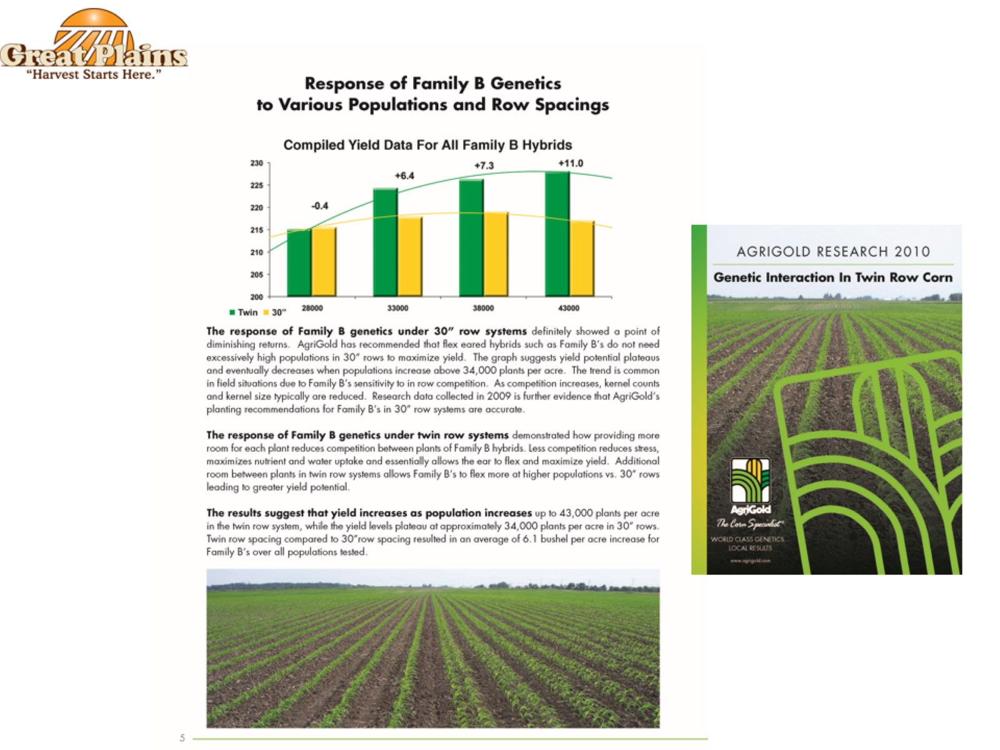 Great Plains
“Harvest Starts Here.”
Response of Family B Genetics
to Various Populations and Row Spacings
Compiled Yield Data For All Family B Hybrids
230
225
220
215
210
205
200
-0.4
+6.4
+7.3
+11.0
28000
33000
38000
43000
Twin 30"
The response of Family B genetics under 30" row systems definitely showed a point of
diminishing returns. AgriGold has recommended that flex eared hybrids such as Family B's do not need
excessively high populations in 30" rows to maximize yield. The graph suggests yield potential plateaus
and eventually decreases when populations increase above 34,000 plants per acre. The trend is common
in field situations due to Family B's sensitivity to in row competition. As competition increases, kernel counts
and kernel size typically are reduced. Research data collected in 2009 is further evidence that AgriGold's
planting recommendations for Family B's in 30" row systems are accurate.
The response of Family B genetics under twin row systems demonstrated how providing more
room for each plant reduces competition between plants of Family B hybrids. Less competition reduces stress,
maximizes nutrient and water uptake and essentially allows the ear to flex and maximize yield. Additional
room between plants in twin row systems allows Family B's to flex more at higher populations vs. 30" rows
leading to greater yield potential.
The results suggest that yield increases as population increases up to 43,000 plants per acre
in the twin row system, while the yield levels plateau at approximately 34,000 plants per acre in 30" rows.
Twin row spacing compared to 30"row spacing resulted in an average of 6.1 bushel per acre increase for
Family B's over all populations tested.
5
AGRIGOLD RESEARCH 2010
Genetic Interaction In Twin Row Corn
AgriGold
The Corn Specialist
WORLD CLASS GENETICS...
LOCAL RESULTS
www.agrigold.com